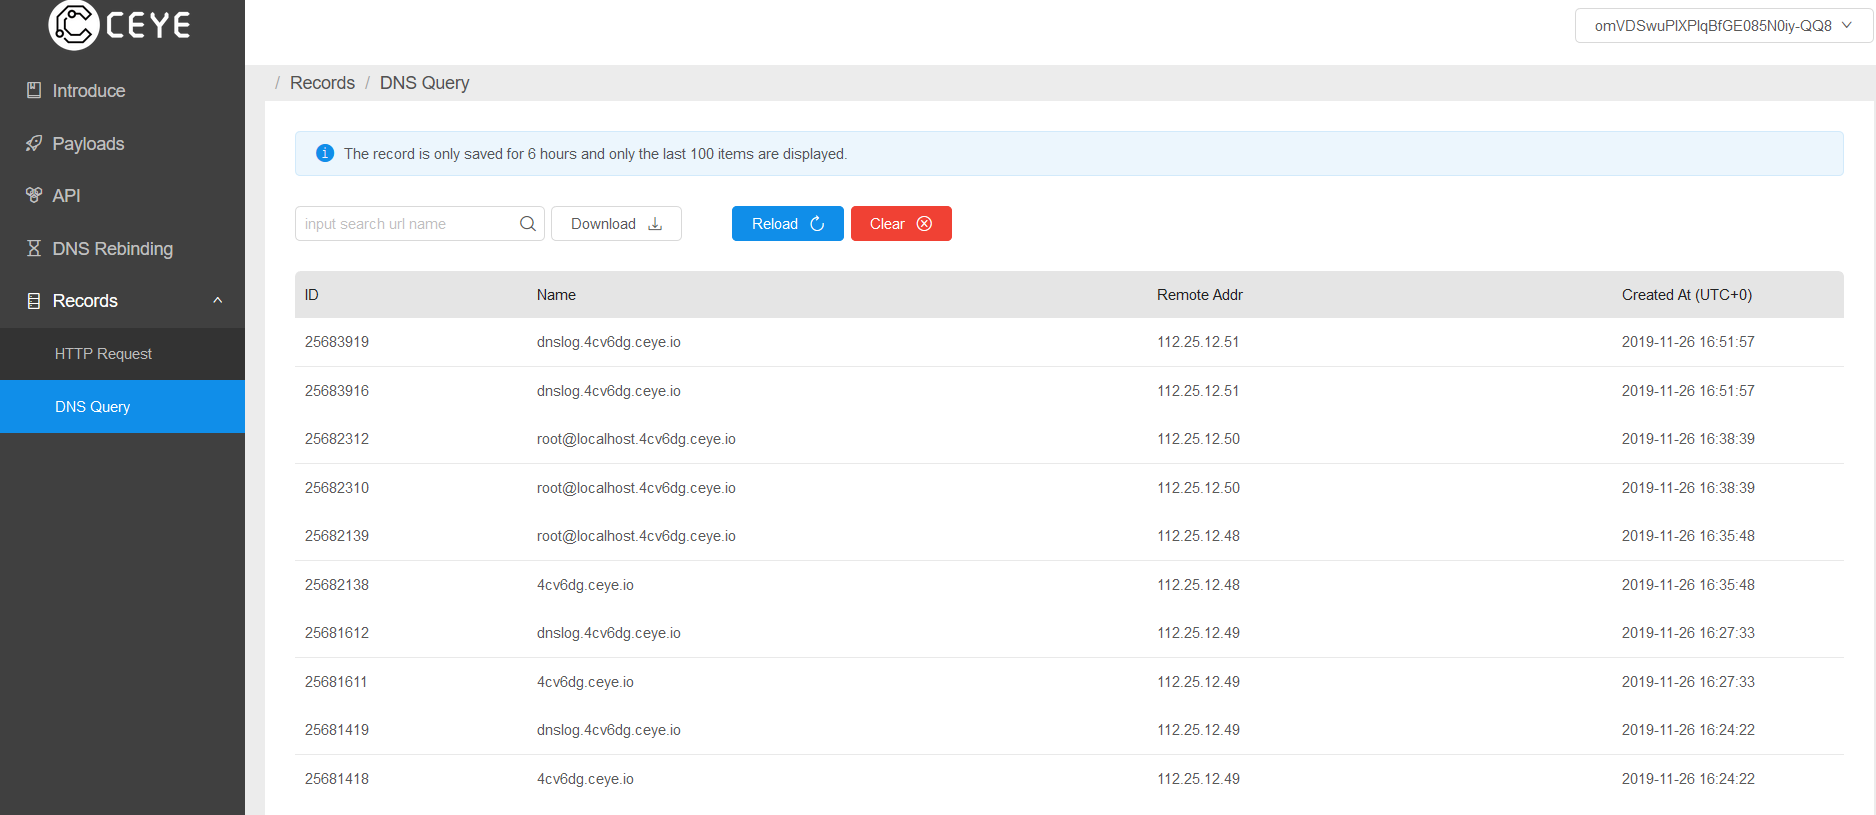 CEYE
omVDSwuPlXPlqBfGE085N0iy-QQ8
Introduce
Payloads
API
DNS Rebinding
Records
HTTP Request
DNS Query
/ Records / DNS Query
The record is only saved for 6 hours and only the last 100 items are displayed.
input search url name Download Reload Clear
ID Name Remote Addr Created At (UTC+0)
25683919 dnslog.4cv6dg.ceye.io 112.25.12.51 2019-11-26 16:51:57
25683916 dnslog.4cv6dg.ceye.io 112.25.12.51 2019-11-26 16:51:57
25682312 root@localhost.4cv6dg.ceye.io 112.25.12.50 2019-11-26 16:38:39
25682310 root@localhost.4cv6dg.ceye.io 112.25.12.50 2019-11-26 16:38:39
25682139 root@localhost.4cv6dg.ceye.io 112.25.12.48 2019-11-26 16:35:48
25682138 4cv6dg.ceye.io 112.25.12.48 2019-11-26 16:35:48
25681612 dnslog.4cv6dg.ceye.io 112.25.12.49 2019-11-26 16:27:33
25681611 4cv6dg.ceye.io 112.25.12.49 2019-11-26 16:27:33
25681419 dnslog.4cv6dg.ceye.io 112.25.12.49 2019-11-26 16:24:22
25681418 4cv6dg.ceye.io 112.25.12.49 2019-11-26 16:24:22